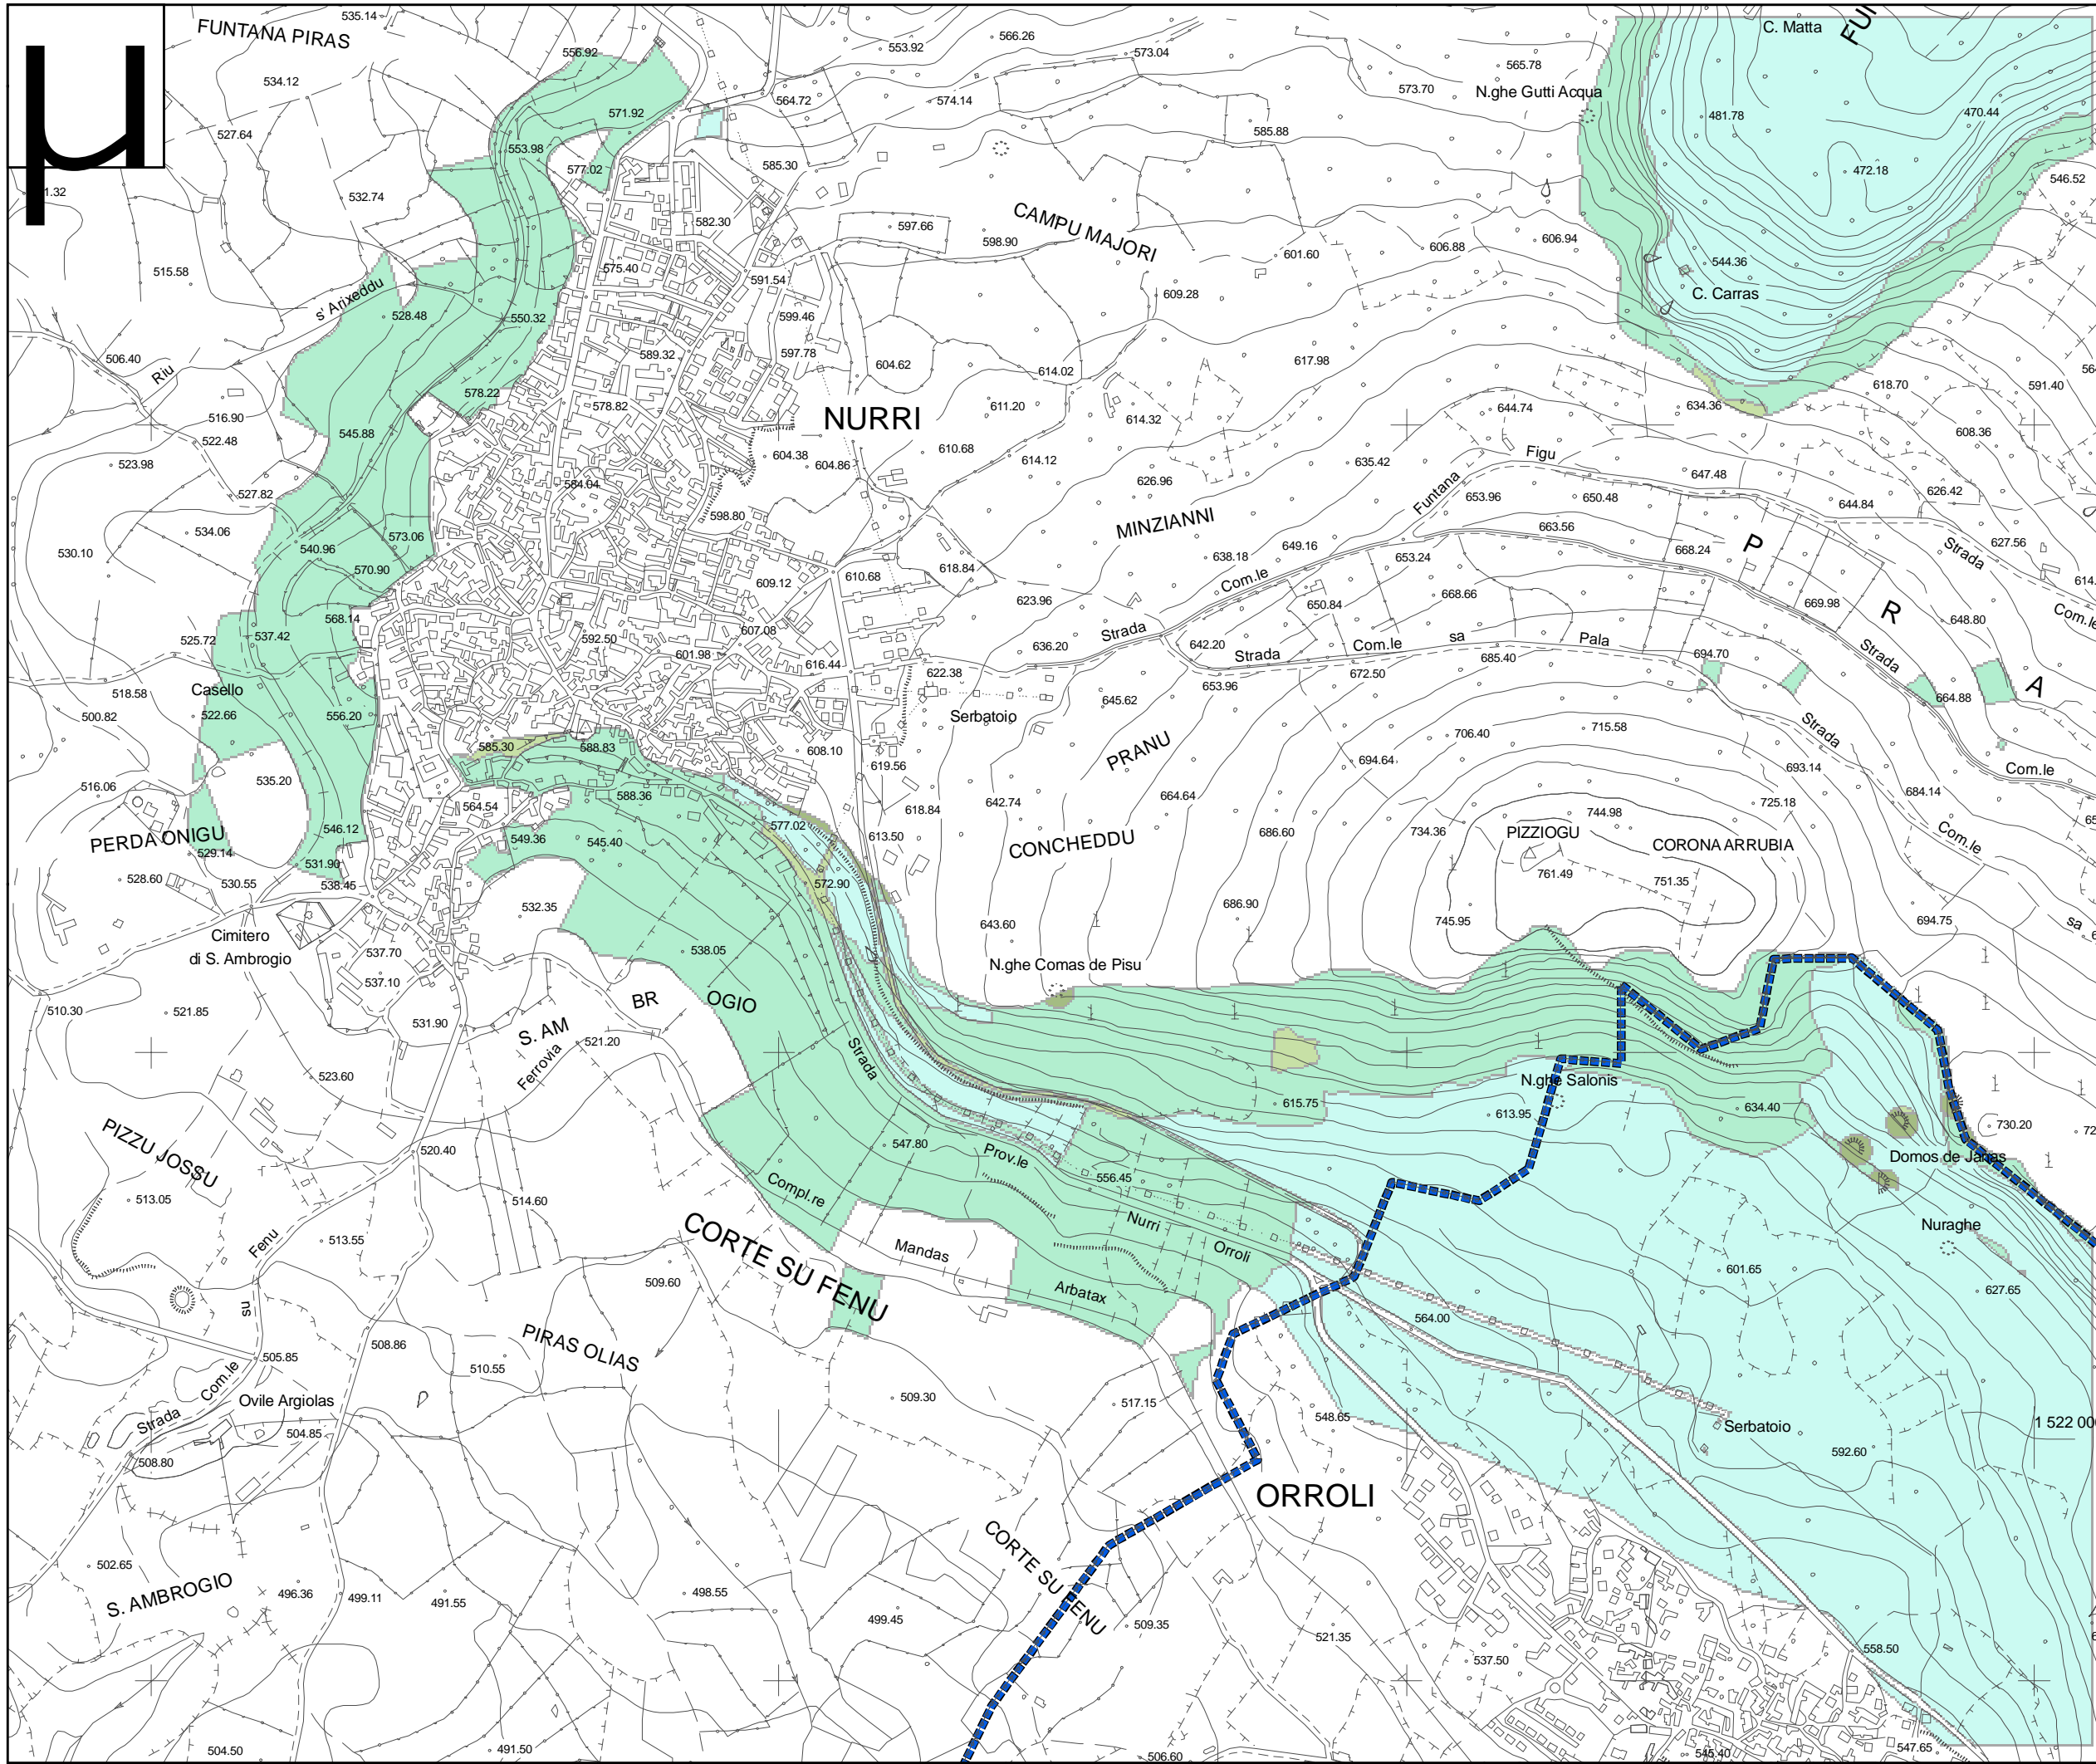 µ
535.14
FUNTANA PIRAS
556.92
553.92
566.26
573.04
C. Matta
534.12
565.78
573.70
N.ghe Gutti Acqua
564.72
574.14
571.92
481.78
470.44
527.64
585.88
553.98
577.02
585.30
472.18
546.52
532.74
582.30
597.66
598.90
CAMPU MAJORI
601.60
606.88
606.94
515.58
575.40
591.54
544.36
C. Carras
s' Arixeddu
528.48
550.32
599.46
609.28
506.40
Riu
589.32
597.78
604.62
614.02
617.98
618.70
591.40
516.90
578.22
578.82
NURRI
611.20
614.32
644.74
634.36
522.48
545.88
610.68
608.36
523.98
604.38
604.86
614.12
635.42
Figu
647.48
527.82
584.04
626.96
Funtana
653.96
650.48
644.84
626.42
534.06
598.80
MINZIANNI
663.56
530.10
540.96
573.06
638.18
649.16
653.24
668.24
P
Strada
627.56
570.90
609.12
610.68
618.84
Com.le
668.66
614.
623.96
650.84
669.98
R
Com.le
525.72
537.42
568.14
592.50
607.08
636.20
Strada
642.20
Strada
Com.le
sa
Pala
648.80
601.98
616.44
622.38
653.96
672.50
685.40
694.70
Strada
518.58
Casello
664.88
A
500.82
522.66
556.20
Serbatoio
645.62
585.30
588.83
608.10
PRANU
706.40
715.58
Strada
619.56
694.64
693.14
Com.le
516.06
535.20
564.54
588.36
618.84
642.74
664.64
744.98
725.18
684.14
PERDA ONIGU
546.12
549.36
545.40
577.02
613.50
CONCHEDDU
686.60
734.36
PIZZIOGU
CORONA ARRUBIA
Com.le
529.14
531.90
528.60
530.55
538.45
572.90
761.49
751.35
532.35
643.60
686.90
745.95
694.75
sa
Cimitero
di S. Ambrogio
537.70
538.05
N.ghe Comas de Pisu
537.10
510.30
521.85
531.90
BR
OGIO
S. AM
Ferrovia
521.20
Strada
523.60
N.ghe Salonis
615.75
613.95
634.40
730.20
72
PIZZU JOSSU
520.40
547.80
Prov.le
Domos de Janas
513.05
514.60
Compl.re
556.45
Nurri
Orroli
Nuraghe
Fenu
513.55
CORTE SU FENU
Mandas
Arbatax
601.65
627.65
509.60
su
564.00
PIRAS OLIAS
508.86
505.85
510.55
Com.le
Ovile Argiolas
509.30
517.15
548.65
Strada
504.85
Serbatoio
1 522 00
592.60
508.80
ORROLI
502.65
CORTE SU FENU
S. AMBROGIO
496.36
499.11
491.55
498.55
499.45
509.35
521.35
537.50
558.50
504.50
491.50
506.60
545.40
547.65